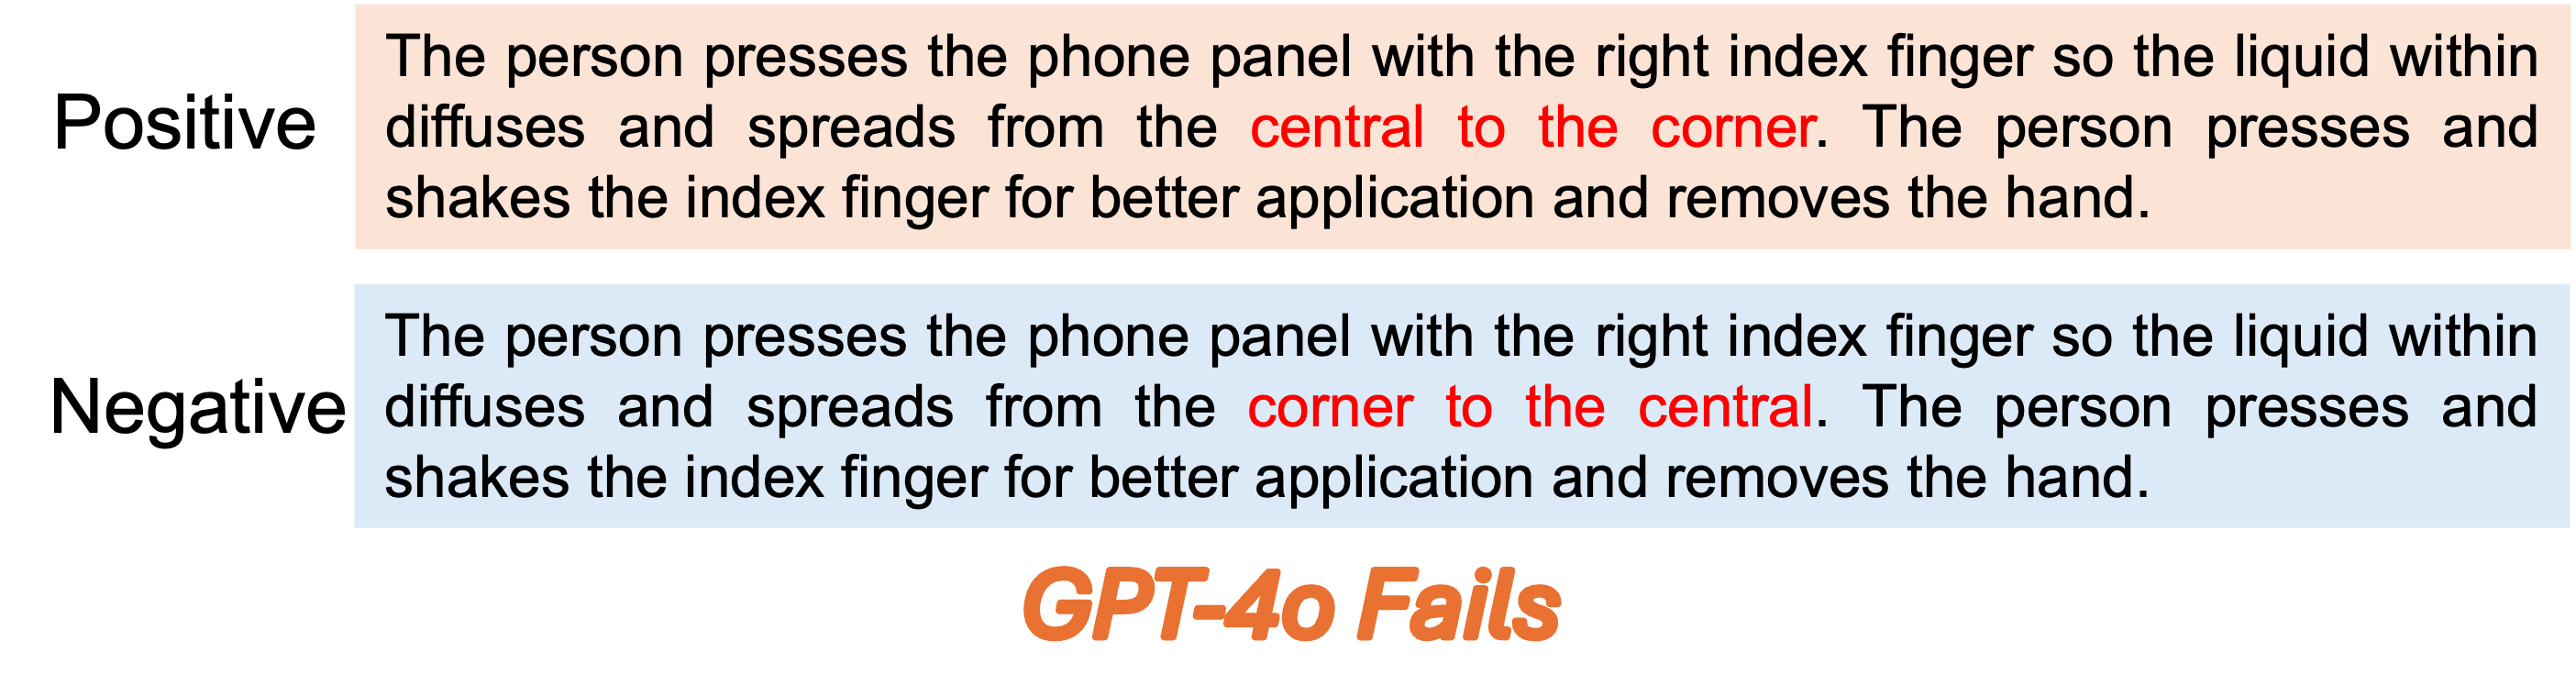 Positive
The person presses the phone panel with the right index finger so the liquid within
diffuses and spreads from the central to the corner. The person presses and
shakes the index finger for better application and removes the hand.
Negative
The person presses the phone panel with the right index finger so the liquid within
diffuses and spreads from the corner to the central. The person presses and
shakes the index finger for better application and removes the hand.
GPT-4o Fails